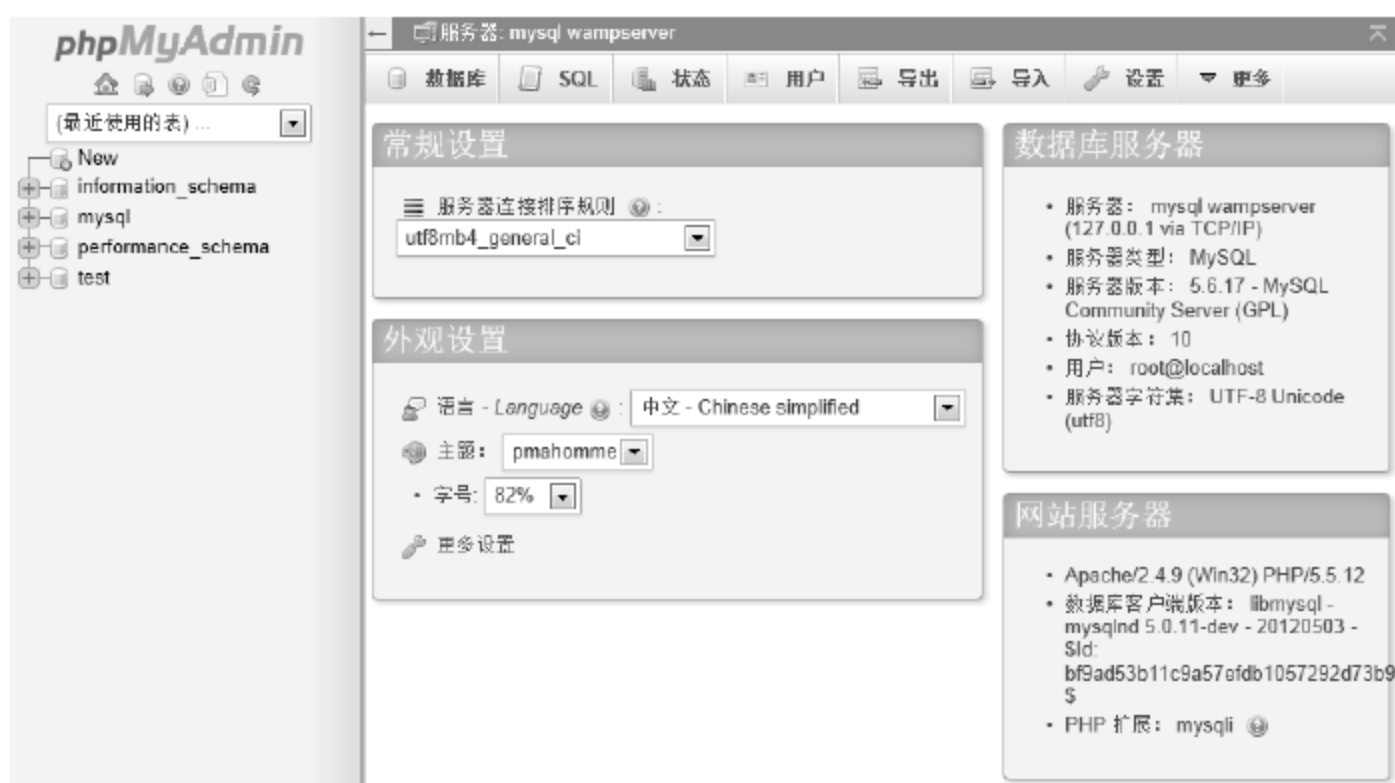 phpMyAdmin
(最近使用的表) ...
New
information_schema
mysql
performance_schema
test
服务器: mysql wampserver
数据库 SQL 状态 用户 导出 导入 设置 更多
常规设置
服务器连接排序规则 :
utf8mb4_general_ci
外观设置
语言 - Language : 中文 - Chinese simplified
主题： pmahomme
• 字号: 82%
更多设置
数据库服务器
• 服务器： mysql wampserver
(127.0.0.1 via TCP/IP)
• 服务器类型： MySQL
• 服务器版本： 5.6.17 - MySQL
Community Server (GPL)
• 协议版本： 10
• 用户： root@localhost
• 服务器字符集： UTF-8 Unicode
(utf8)
网站服务器
• Apache/2.4.9 (Win32) PHP/5.5.12
• 数据库客户端版本： libmysql -
mysqlnd 5.0.11-dev - 20120503 -
$Id:
bf9ad53b11c9a57efdb1057292d73b9
$
• PHP 扩展： mysqli